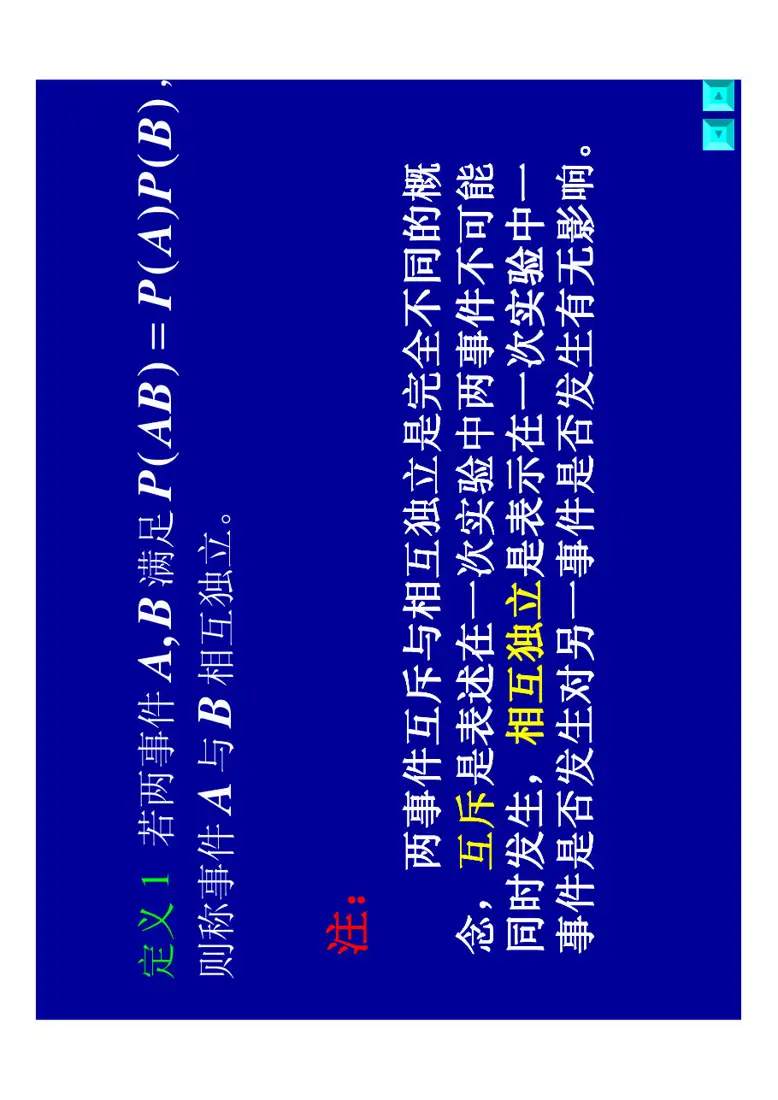 定义 1 若两事件 A,B 满足 P(AB) = P(A)P(B),
则称事件 A 与 B 相互独立。
注:
两事件互斥与相互独立是完全不同的概
念，互斥是表述在一次实验中两事件不可能
同时发生，相互独立是表示在一次实验中一
事件是否发生对另一事件是否发生有无影响。